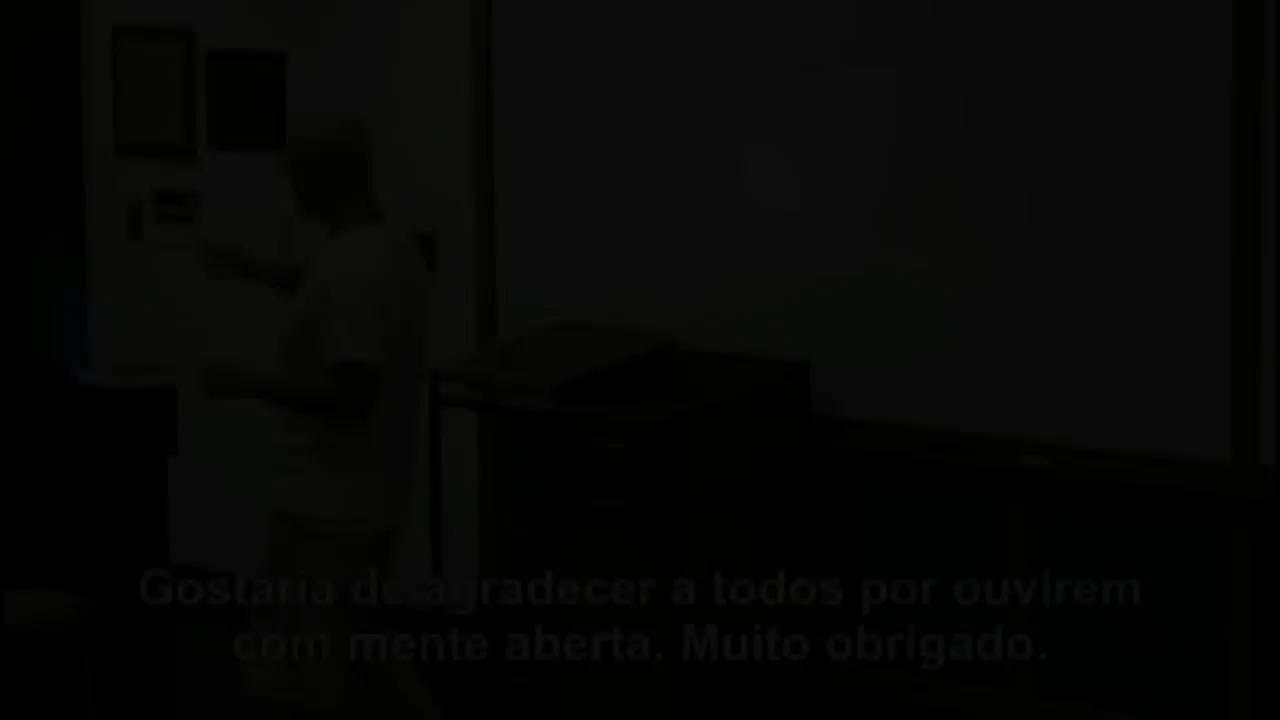 Gostaria de agradecer a todos por ouvirem
com mente aberta. Muito obrigado.